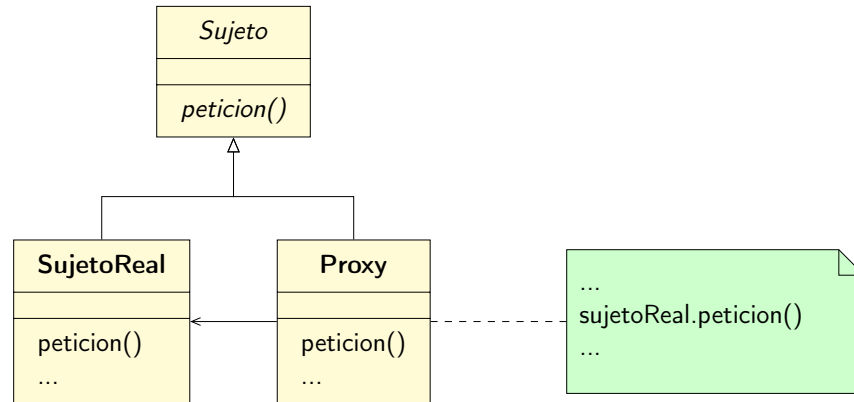 Sujeto
peticion()
SujetoReal
peticion()
...
Proxy
peticion()
...
...
sujetoReal.peticion()
...